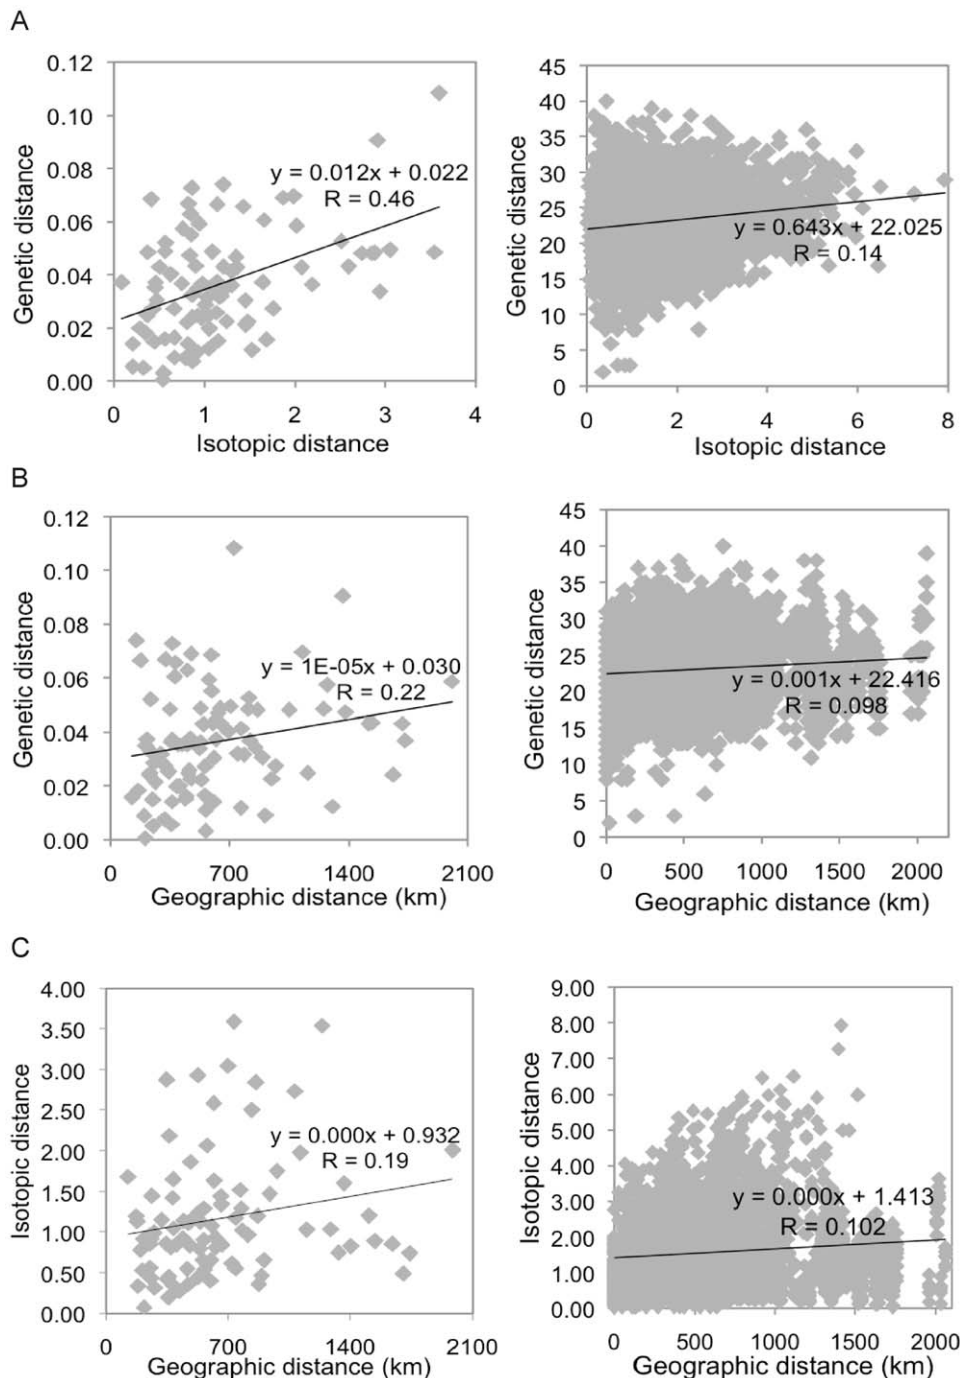 A
0.12
0.10
0.08
0.06
0.04
0.02
0.00
Genetic distance
y = 0.012x + 0.022
R = 0.46
0 1 2 3 4
Isotopic distance
45
40
35
30
25
20
15
10
5
0
Genetic distance
y = 0.643x + 22.025
R = 0.14
0 2 4 6 8
Isotopic distance
B
0.12
0.10
0.08
0.06
0.04
0.02
0.00
Genetic distance
y = 1E-05x + 0.030
R = 0.22
0 700 1400 2100
Geographic distance (km)
45
40
35
30
25
20
15
10
5
0
Genetic distance
y = 0.001x + 22.416
R = 0.098
0 500 1000 1500 2000
Geographic distance (km)
C
4.00
3.50
3.00
2.50
2.00
1.50
1.00
0.50
0.00
Isotopic distance
y = 0.000x + 0.932
R = 0.19
0 700 1400 2100
Geographic distance (km)
9.00
8.00
7.00
6.00
5.00
4.00
3.00
2.00
1.00
0.00
Isotopic distance
y = 0.000x + 1.413
R = 0.102
0 500 1000 1500 2000
Geographic distance (km)